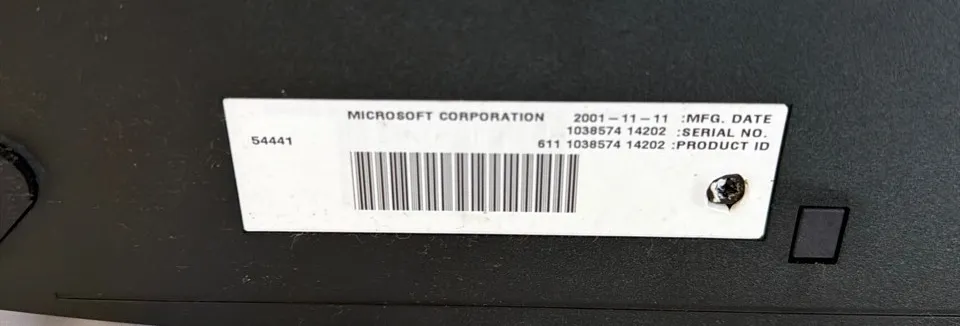 MICROSOFT CORPORATION
2001-11-11 :MFG. DATE
1038574 14202 :SERIAL NO.
54441
611 1038574 14202 :PRODUCT ID